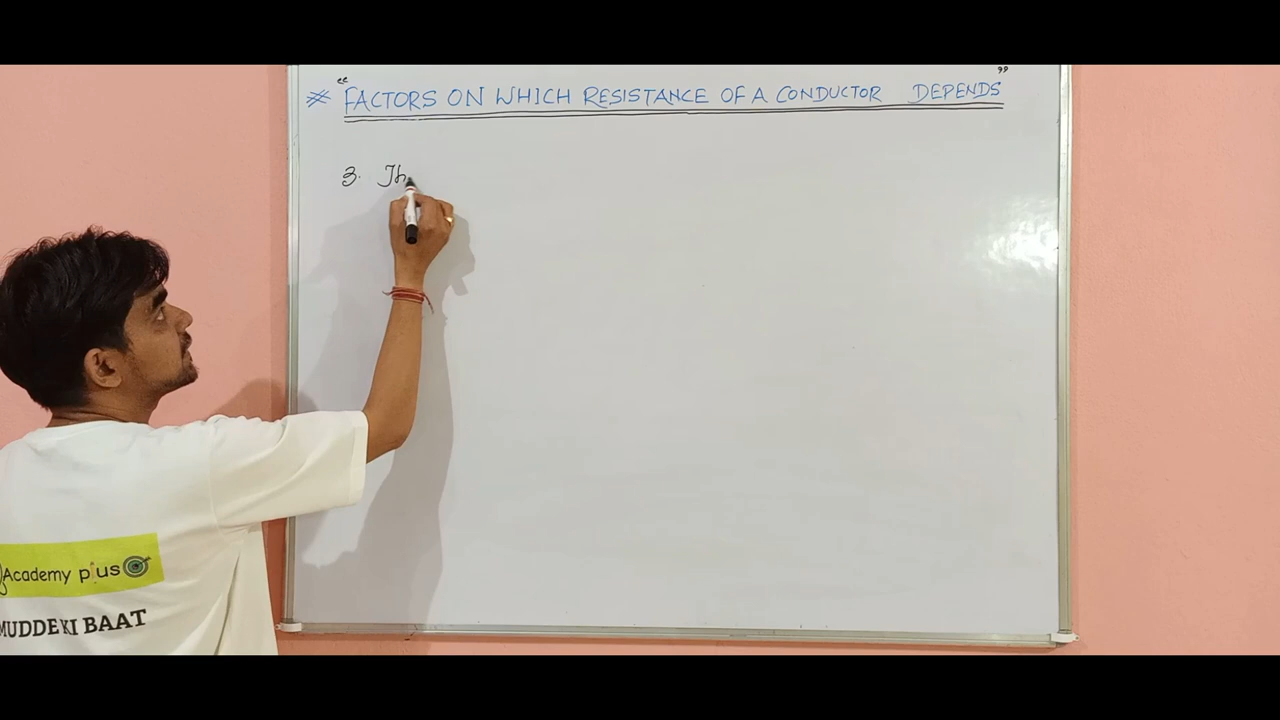 * "FACTORS ON WHICH RESISTANCE OF A CONDUCTOR DEPENDS"
3. Th
Academy plus
MUDDE KI BAAT